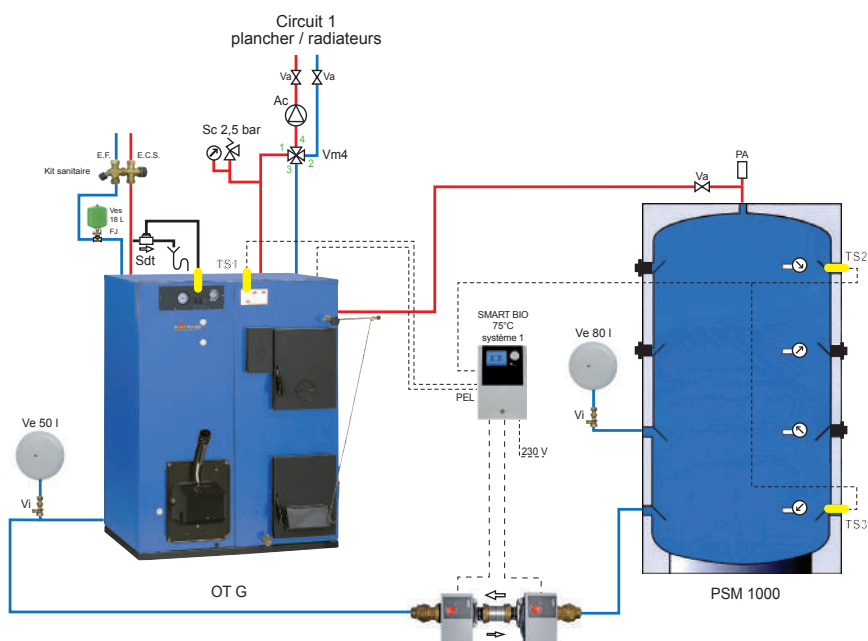 Circuit 1
plancher / radiateurs
Va
Va
Ac
Sc 2,5 bar
4
1
Vm4
2
3
E.F.
E.C.S.
Kit sanitaire
Ves
18 L
FJ
Sdt
TS1
PA
Va
TS2
SMART BIO
75°C
système 1
Ve 80 l
PEL
Vi
230 V
Ve 50 l
Vi
TS3
OT G
PSM 1000